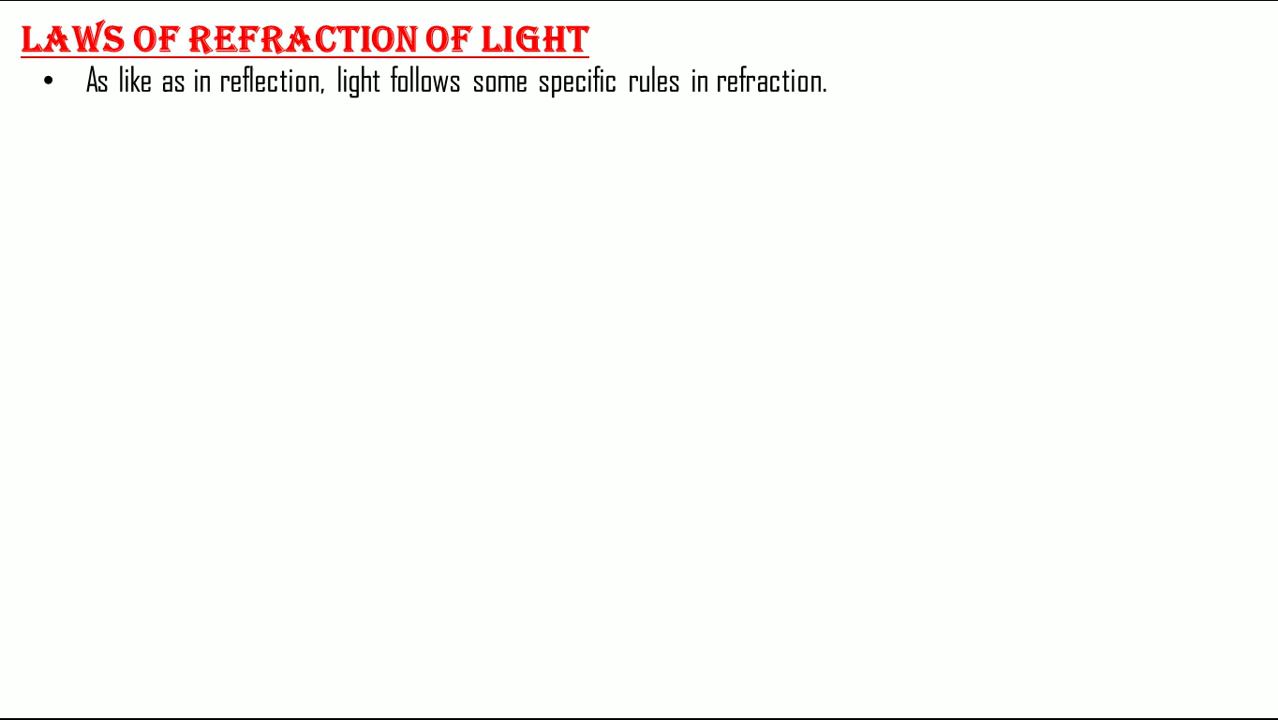 LAWS OF REFRACTION OF LIGHT
• As like as in reflection, light follows some specific rules in refraction.